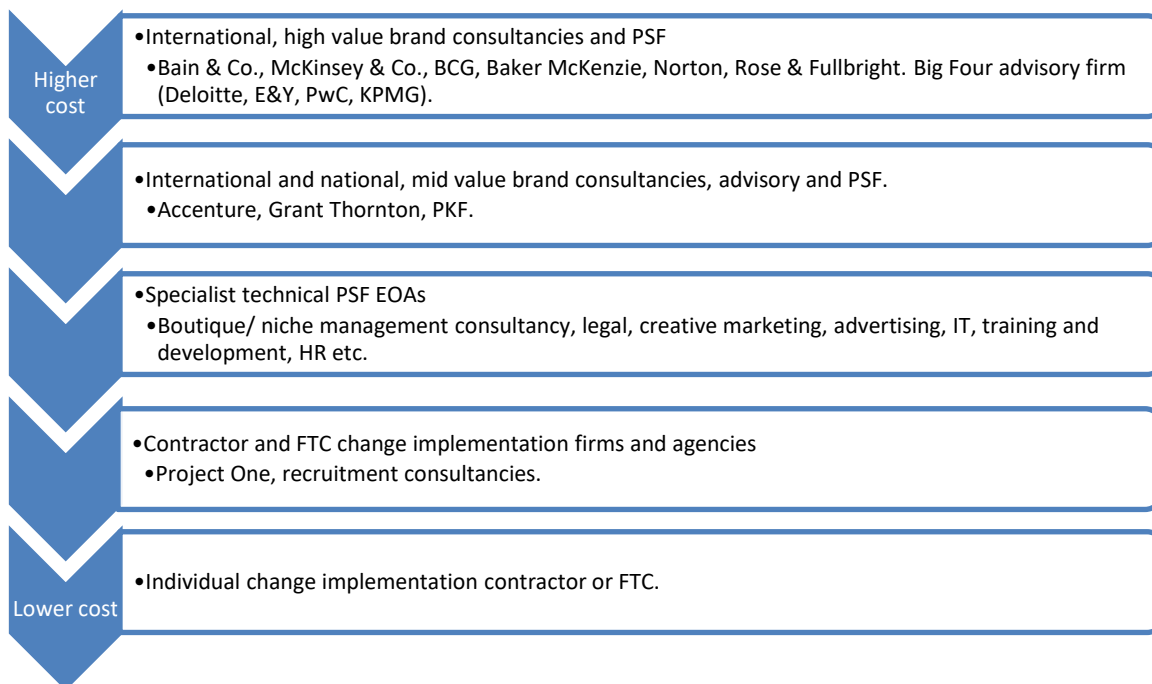 Higher
cost
•International, high value brand consultancies and PSF
•Bain & Co., McKinsey & Co., BCG, Baker McKenzie, Norton, Rose & Fullbright. Big Four advisory firm
(Deloitte, E&Y, PwC, KPMG).
•International and national, mid value brand consultancies, advisory and PSF.
•Accenture, Grant Thornton, PKF.
•Specialist technical PSF EOAs
•Boutique/ niche management consultancy, legal, creative marketing, advertising, IT, training and
development, HR etc.
•Contractor and FTC change implementation firms and agencies
•Project One, recruitment consultancies.
Lower cost
•Individual change implementation contractor or FTC.